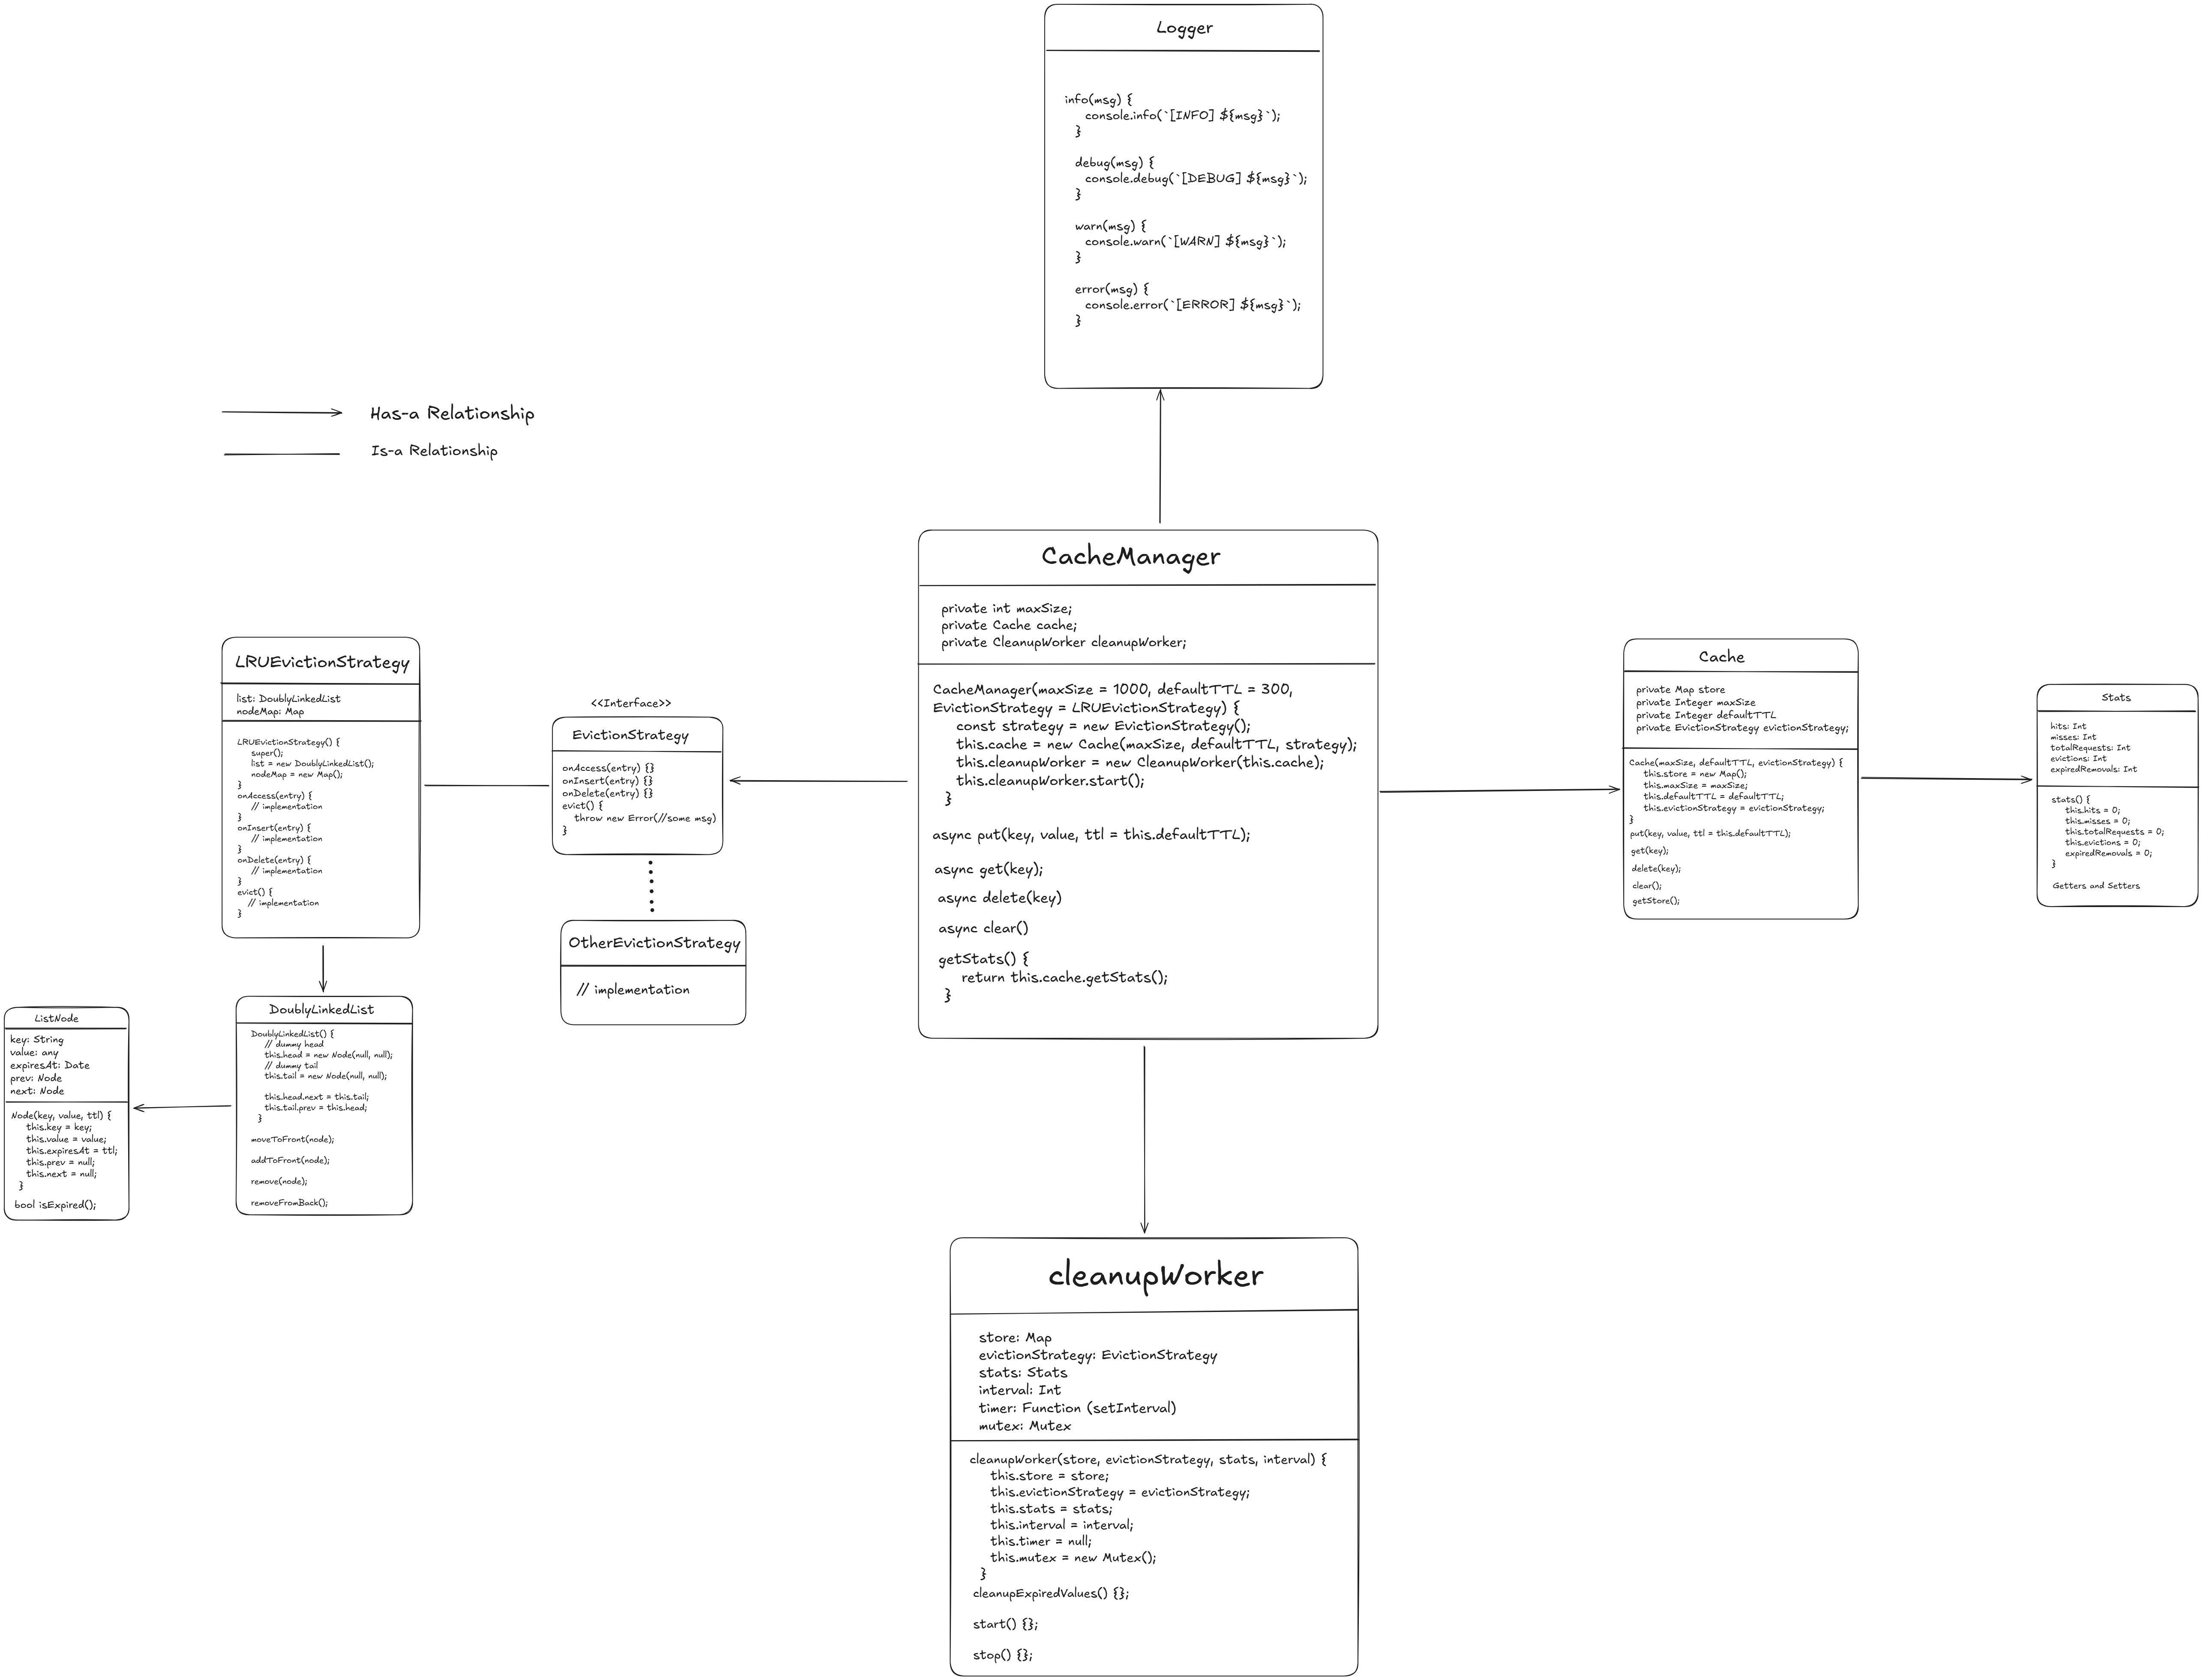 Logger
info(msg) {
console.info(`[INFO] ${msg}`);
}
debug(msg) {
console.debug(`[DEBUG] ${msg}`);
}
warn(msg) {
console.warn(`[WARN] ${msg}`);
}
error(msg) {
console.error(`[ERROR] ${msg}`);
}
Has-a Relationship
Is-a Relationship
CacheManager
private int maxSize;
private Cache cache;
private CleanupWorker cleanupWorker;
CacheManager(maxSize = 1000, defaultTTL = 300,
EvictionStrategy = LRUEvictionStrategy) {
const strategy = new EvictionStrategy();
this.cache = new Cache(maxSize, defaultTTL, strategy);
this.cleanupWorker = new CleanupWorker(this.cache);
this.cleanupWorker.start();
}
async put(key, value, ttl = this.defaultTTL);
async get(key);
async delete(key)
async clear()
getStats() {
return this.cache.getStats();
}
LRUEvictionStrategy
list: DoublyLinkedList
nodeMap: Map
LRUEvictionStrategy() {
super();
list = new DoublyLinkedList();
nodeMap = new Map();
}
onAccess(entry) {
// implementation
}
onInsert(entry) {
// implementation
}
onDelete(entry) {
// implementation
}
evict() {
// implementation
}
<<Interface>>
EvictionStrategy
onAccess(entry) {}
onInsert(entry) {}
onDelete(entry) {}
evict() {
throw new Error(//some msg)
}
OtherEvictionStrategy
// implementation
Cache
private Map store
private Integer maxSize
private Integer defaultTTL
private EvictionStrategy evictionStrategy;
Cache(maxSize, defaultTTL, evictionStrategy) {
this.store = new Map();
this.maxSize = maxSize;
this.defaultTTL = defaultTTL;
this.evictionStrategy = evictionStrategy;
}
put(key, value, ttl = this.defaultTTL);
get(key);
delete(key);
clear();
getStore();
Stats
hits: Int
misses: Int
totalRequests: Int
evictions: Int
expiredRemovals: Int
stats() {
this.hits = 0;
this.misses = 0;
this.totalRequests = 0;
this.evictions = 0;
expiredRemovals = 0;
}
Getters and Setters
ListNode
key: String
value: any
expiresAt: Date
prev: Node
next: Node
Node(key, value, ttl) {
this.key = key;
this.value = value;
this.expiresAt = ttl;
this.prev = null;
this.next = null;
}
bool isExpired();
DoublyLinkedList
DoublyLinkedList() {
// dummy head
this.head = new Node(null, null);
// dummy tail
this.tail = new Node(null, null);
this.head.next = this.tail;
this.tail.prev = this.head;
}
moveToFront(node);
addToFront(node);
remove(node);
removeFromBack();
cleanupWorker
store: Map
evictionStrategy: EvictionStrategy
stats: Stats
interval: Int
timer: Function (setInterval)
mutex: Mutex
cleanupWorker(store, evictionStrategy, stats, interval) {
this.store = store;
this.evictionStrategy = evictionStrategy;
this.stats = stats;
this.interval = interval;
this.timer = null;
this.mutex = new Mutex();
}
cleanupExpiredValues() {};
start() {};
stop() {};